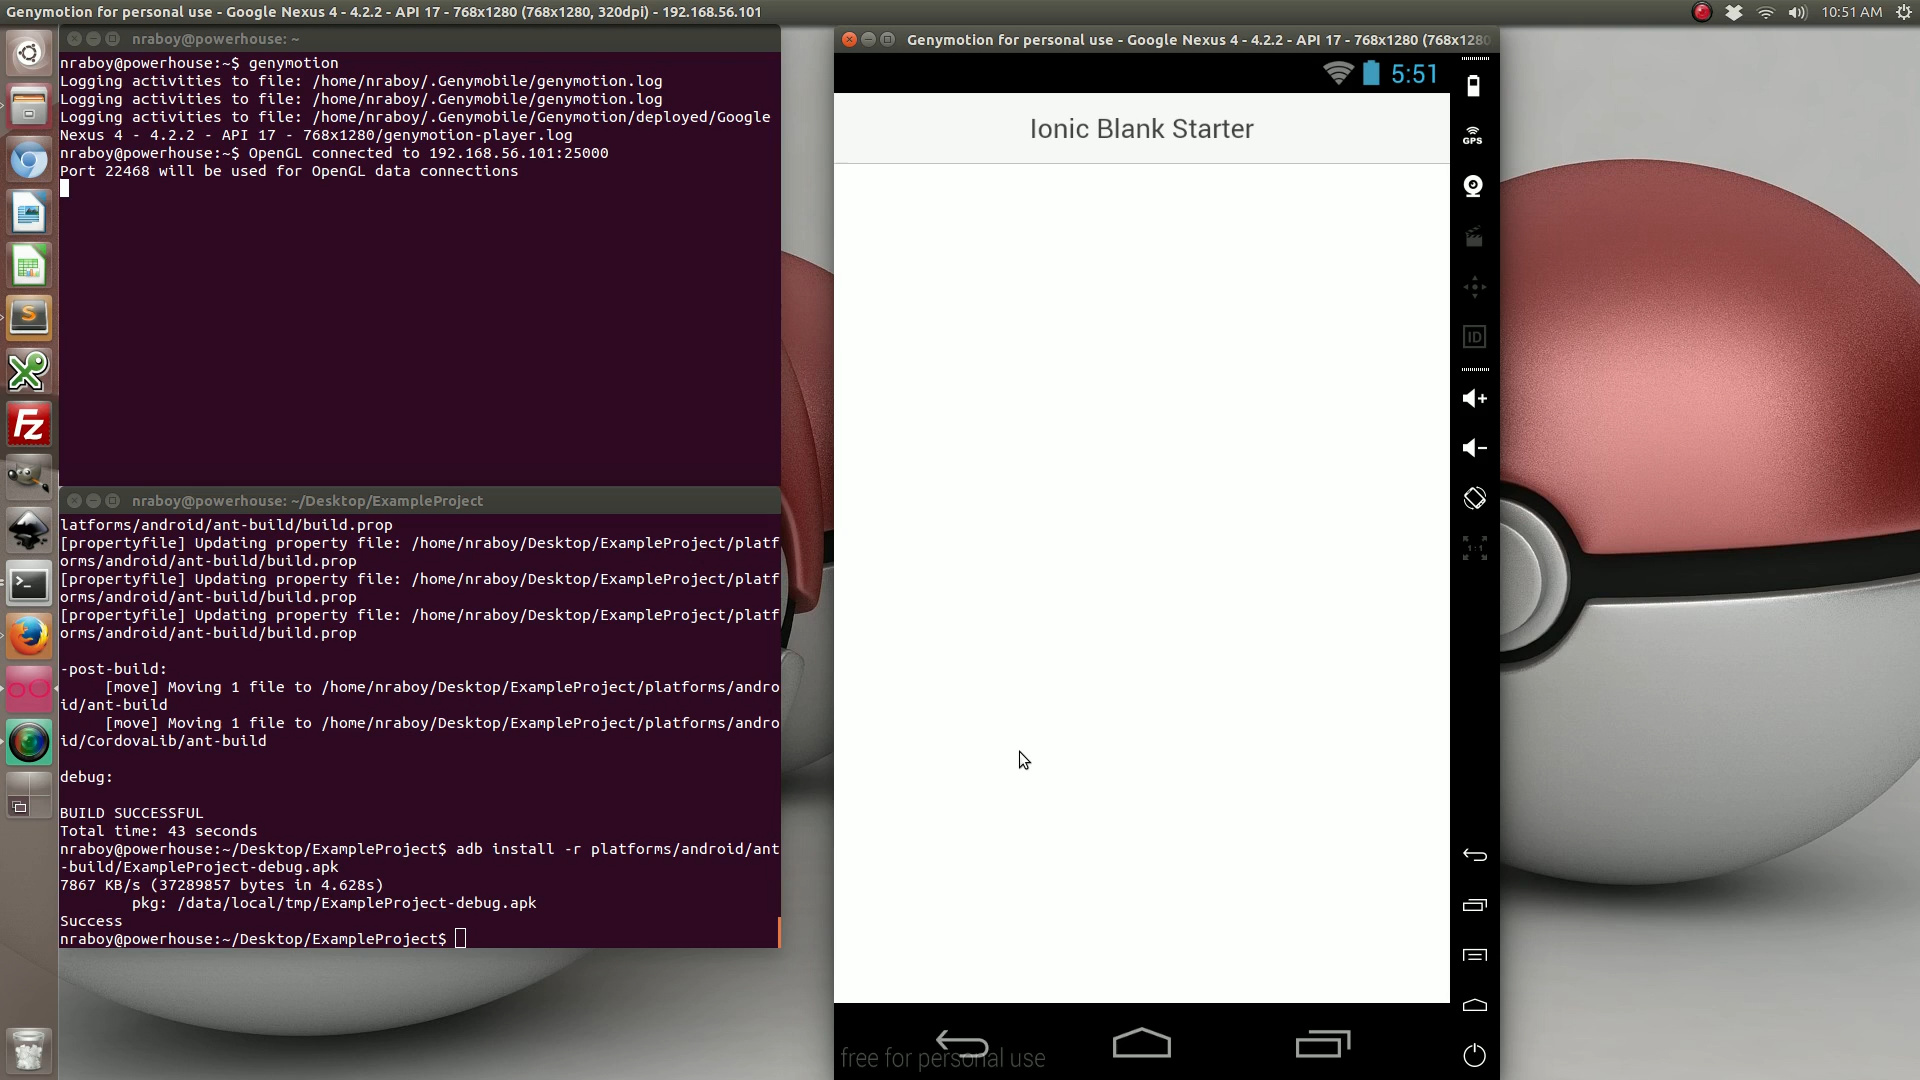 Genymotion for personal use - Google Nexus 4 - 4.2.2 - API 17 - 768x1280 (768x1280, 320dpi) - 192.168.56.101
10:51 AM
nraboy@powerhouse: ~
nraboy@powerhouse:~$ genymotion
Logging activities to file: /home/nraboy/.Genymobile/genymotion.log
Logging activities to file: /home/nraboy/.Genymobile/genymotion.log
Logging activities to file: /home/nraboy/.Genymobile/Genymotion/deployed/Google
Nexus 4 - 4.2.2 - API 17 - 768x1280/genymotion-player.log
nraboy@powerhouse:~$ OpenGL connected to 192.168.56.101:25000
Port 22468 will be used for OpenGL data connections
nraboy@powerhouse: ~/Desktop/ExampleProject
latforms/android/ant-build/build.prop
[propertyfile] Updating property file: /home/nraboy/Desktop/ExampleProject/platf
orms/android/ant-build/build.prop
[propertyfile] Updating property file: /home/nraboy/Desktop/ExampleProject/platf
orms/android/ant-build/build.prop
[propertyfile] Updating property file: /home/nraboy/Desktop/ExampleProject/platf
orms/android/ant-build/build.prop
-post-build:
[move] Moving 1 file to /home/nraboy/Desktop/ExampleProject/platforms/andro
id/ant-build
[move] Moving 1 file to /home/nraboy/Desktop/ExampleProject/platforms/andro
id/CordovaLib/ant-build
debug:
BUILD SUCCESSFUL
Total time: 43 seconds
nraboy@powerhouse:~/Desktop/ExampleProject$ adb install -r platforms/android/ant
-build/ExampleProject-debug.apk
7867 KB/s (37289857 bytes in 4.628s)
pkg: /data/local/tmp/ExampleProject-debug.apk
Success
nraboy@powerhouse:~/Desktop/ExampleProject$
Genymotion for personal use - Google Nexus 4 - 4.2.2 - API 17 - 768x1280 (768x1280
5:51
Ionic Blank Starter
GPS
ID
1:1
free for personal use
S
X
FZ